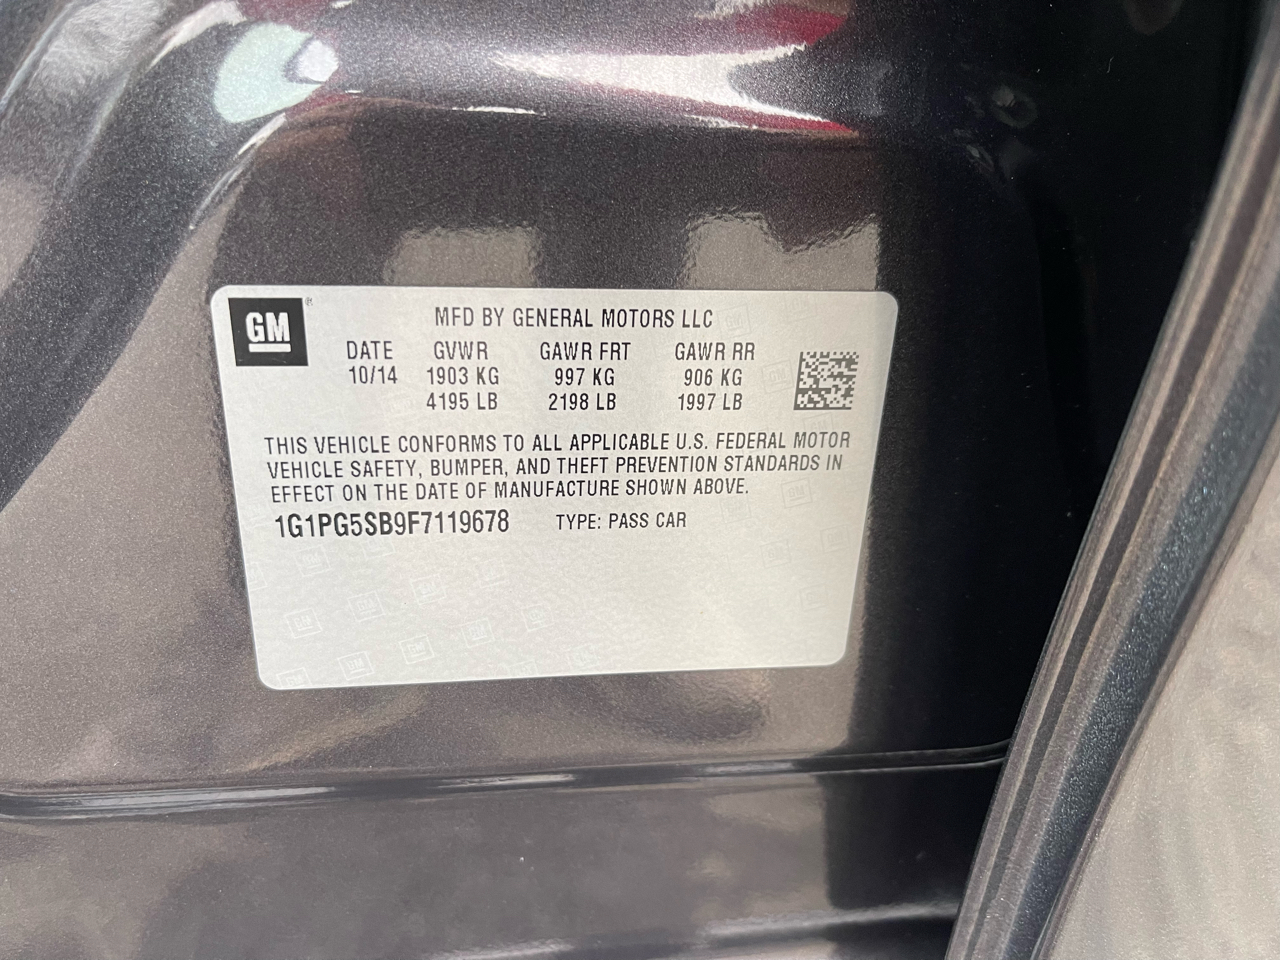 GM ®
MFD BY GENERAL MOTORS LLC
DATE GVWR GAWR FRT GAWR RR
10/14 1903 KG 997 KG 906 KG
4195 LB 2198 LB 1997 LB
THIS VEHICLE CONFORMS TO ALL APPLICABLE U.S. FEDERAL MOTOR
VEHICLE SAFETY, BUMPER, AND THEFT PREVENTION STANDARDS IN
EFFECT ON THE DATE OF MANUFACTURE SHOWN ABOVE.
1G1PG5SB9F7119678 TYPE: PASS CAR